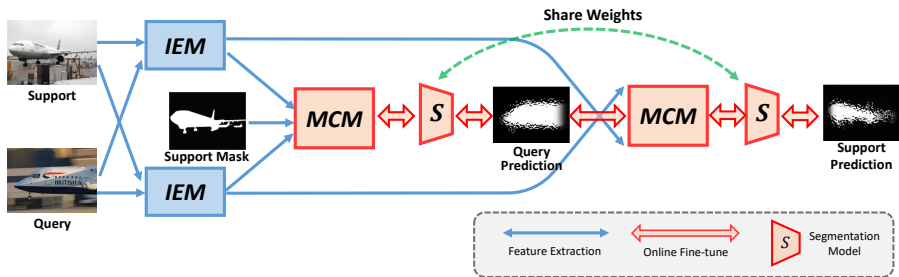 Share Weights
IEM
Support
Support Mask
MCM
S
Query
Prediction
MCM
S
Support
Prediction
BRITISH
Query
IEM
Feature Extraction
Online Fine-tune
S
Segmentation
Model